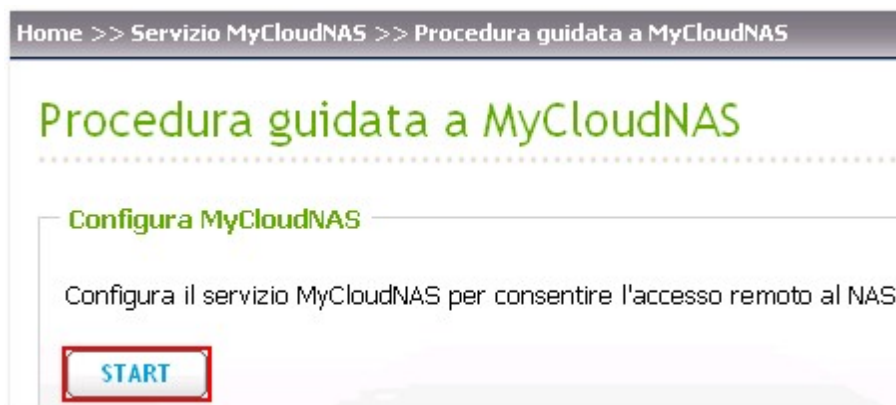 Home >> Servizio MyCloudNAS >> Procedura guidata a MyCloudNAS
Procedura guidata a MyCloudNAS
Configura MyCloudNAS
Configura il servizio MyCloudNAS per consentire l'accesso remoto al NAS
START